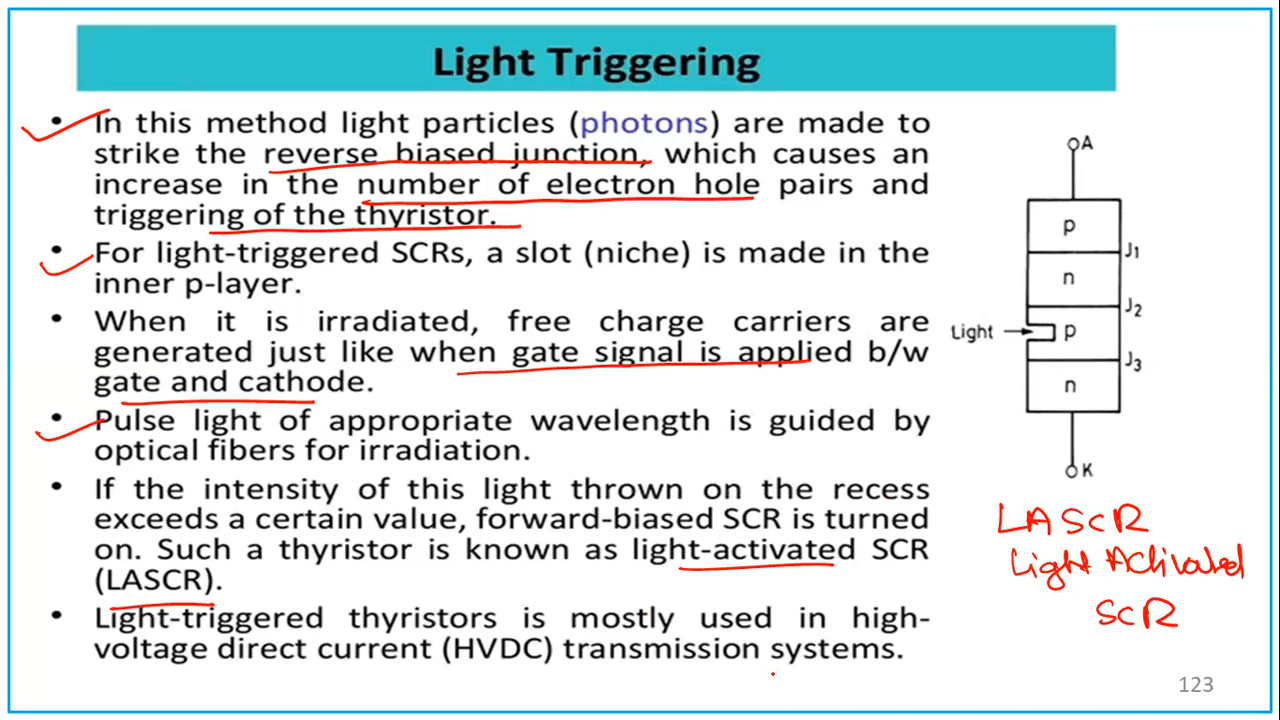 Light Triggering
• In this method light particles (photons) are made to
strike the reverse biased junction, which causes an
increase in the number of electron hole pairs and
triggering of the thyristor.
• For light-triggered SCRs, a slot (niche) is made in the
inner p-layer.
• When it is irradiated, free charge carriers are
generated just like when gate signal is applied b/w
gate and cathode.
• Pulse light of appropriate wavelength is guided by
optical fibers for irradiation.
• If the intensity of this light thrown on the recess
exceeds a certain value, forward-biased SCR is turned
on. Such a thyristor is known as light-activated SCR
(LASCR).
• Light-triggered thyristors is mostly used in high-
voltage direct current (HVDC) transmission systems.
A
p
J1
n
J2
Light
p
J3
n
K
LASCR
Light Activated
SCR
123